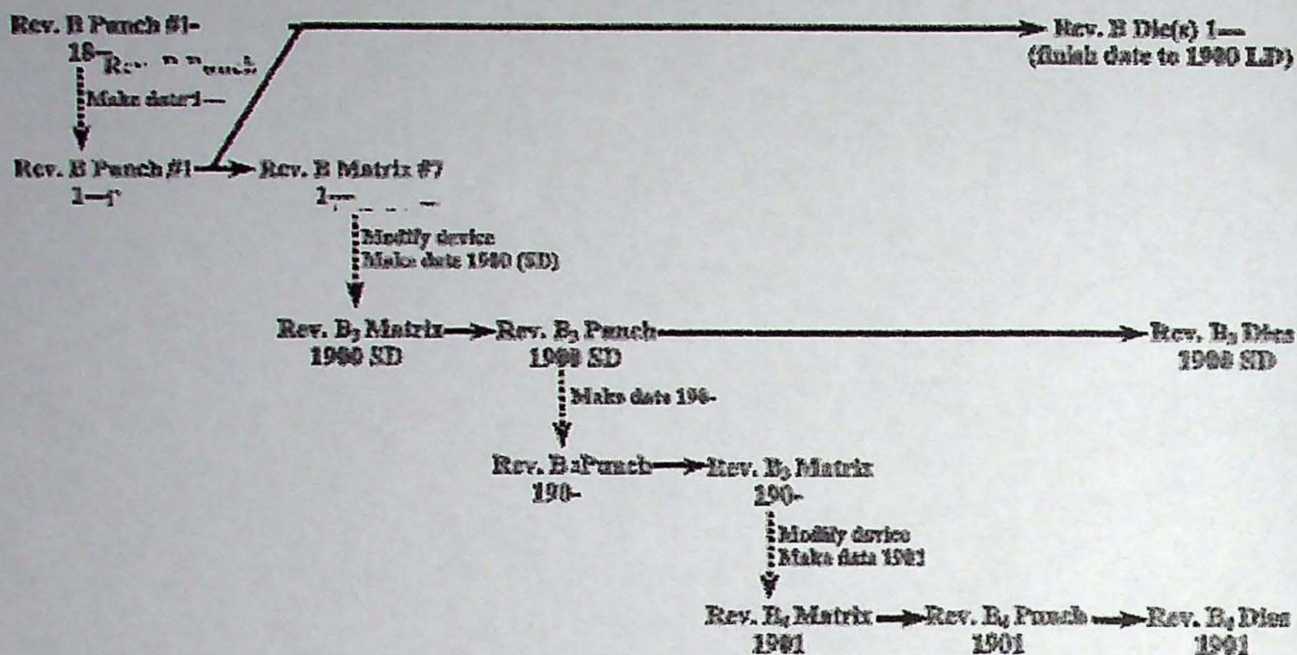 Rev. B Punch #1-
18-
Make date 1—
Rev. B Die(s) 1—
(finish date to 1900 LD)
Rev. B Punch #1
1—
Rev. B Matrix #7
1—
Modify device
Make date 1900 (SD)
Rev. B₃ Matrix
1900 SD
Rev. B₃ Punch
1900 SD
Rev. B₃ Dies
1900 SD
Make date 190-
Rev. B Punch
190-
Rev. B₃ Matrix
190-
Modify device
Make date 1901
Rev. B₄ Matrix
1901
Rev. B₄ Punch
1901
Rev. B₄ Dies
1901